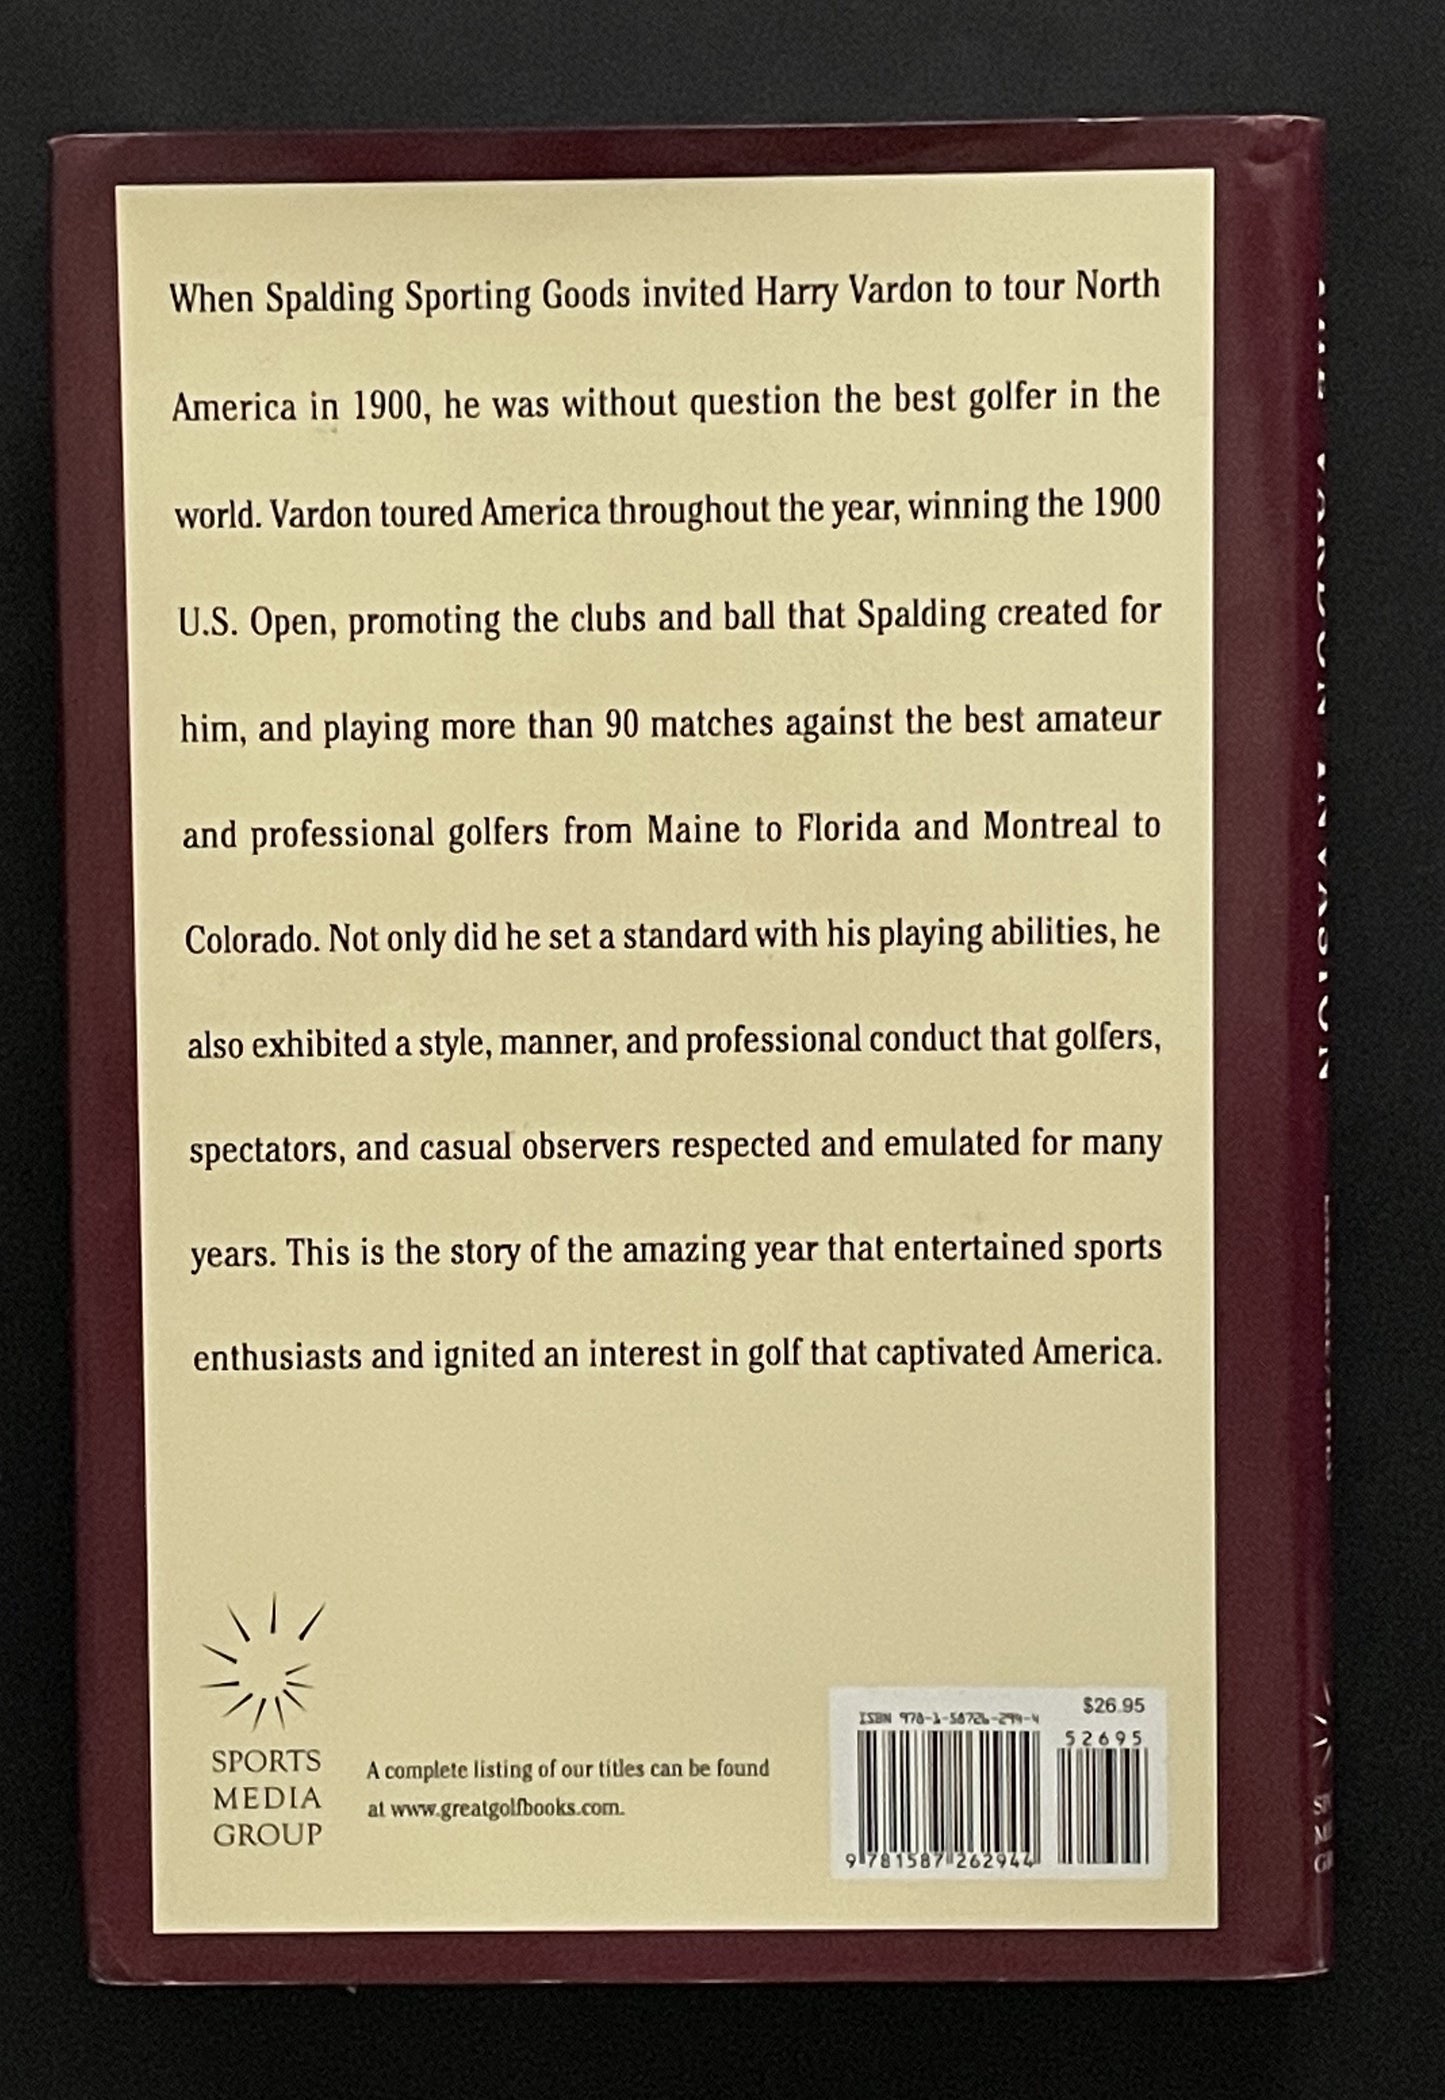 When Spalding Sporting Goods invited Harry Vardon to tour North
America in 1900, he was without question the best golfer in the
world. Vardon toured America throughout the year, winning the 1900
U.S. Open, promoting the clubs and ball that Spalding created for
him, and playing more than 90 matches against the best amateur
and professional golfers from Maine to Florida and Montreal to
Colorado. Not only did he set a standard with his playing abilities, he
also exhibited a style, manner, and professional conduct that golfers,
spectators, and casual observers respected and emulated for many
years. This is the story of the amazing year that entertained sports
enthusiasts and ignited an interest in golf that captivated America.
SPORTS
MEDIA
GROUP
A complete listing of our titles can be found
at www.greatgolfbooks.com.
$26.95
ISBN 978-1-58726-294-4
52695
9 781587 262944